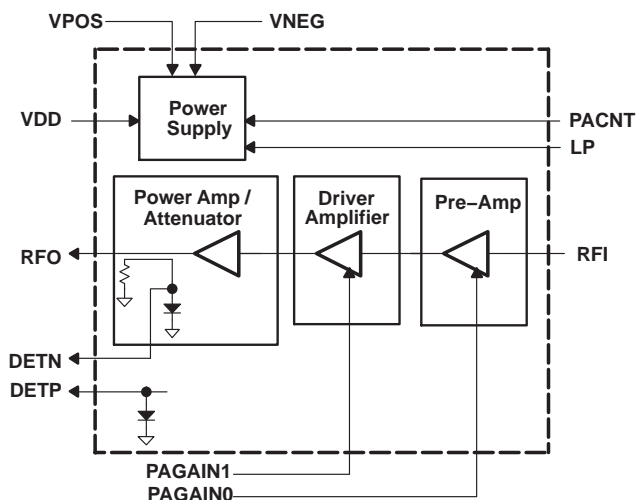 VPOS
VNEG
VDD
Power
Supply
PACNT
LP
Power Amp /
Attenuator
Driver
Amplifier
Pre–Amp
RFO
RFI
DETN
DETP
PAGAIN1
PAGAIN0